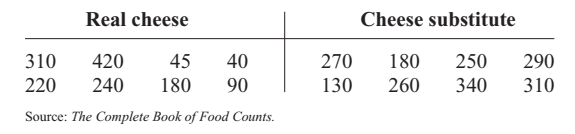 Real cheese Cheese substitute
310 420 45 40 270 180 250 290
220 240 180 90 130 260 340 310
Source: The Complete Book of Food Counts.